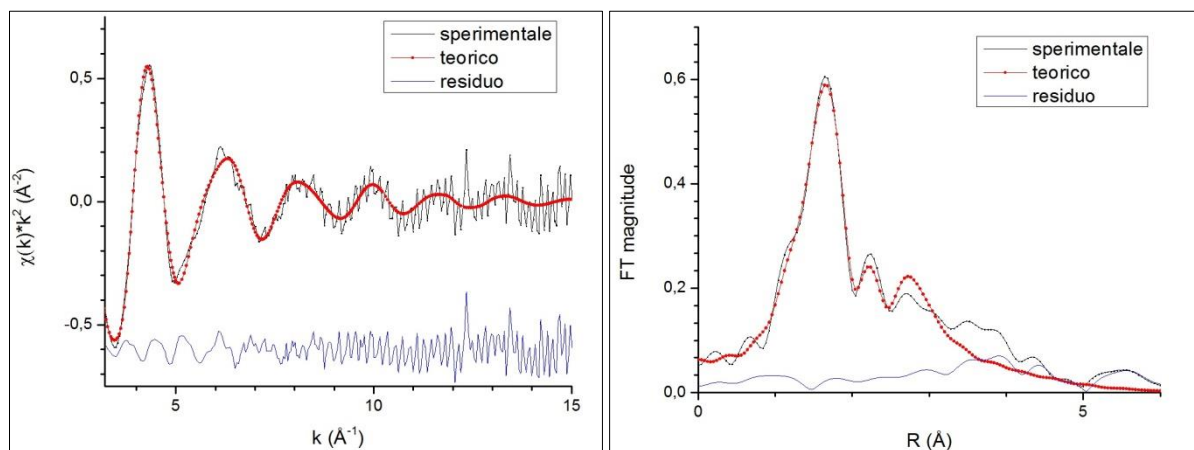 sperimentale
teorico
residuo
0,5
0,0
-0,5
χ(k)*k² (Å⁻²)
5
10
15
k (Å⁻¹)
sperimentale
teorico
residuo
0,6
0,4
0,2
0,0
FT magnitude
0
5
R (Å)